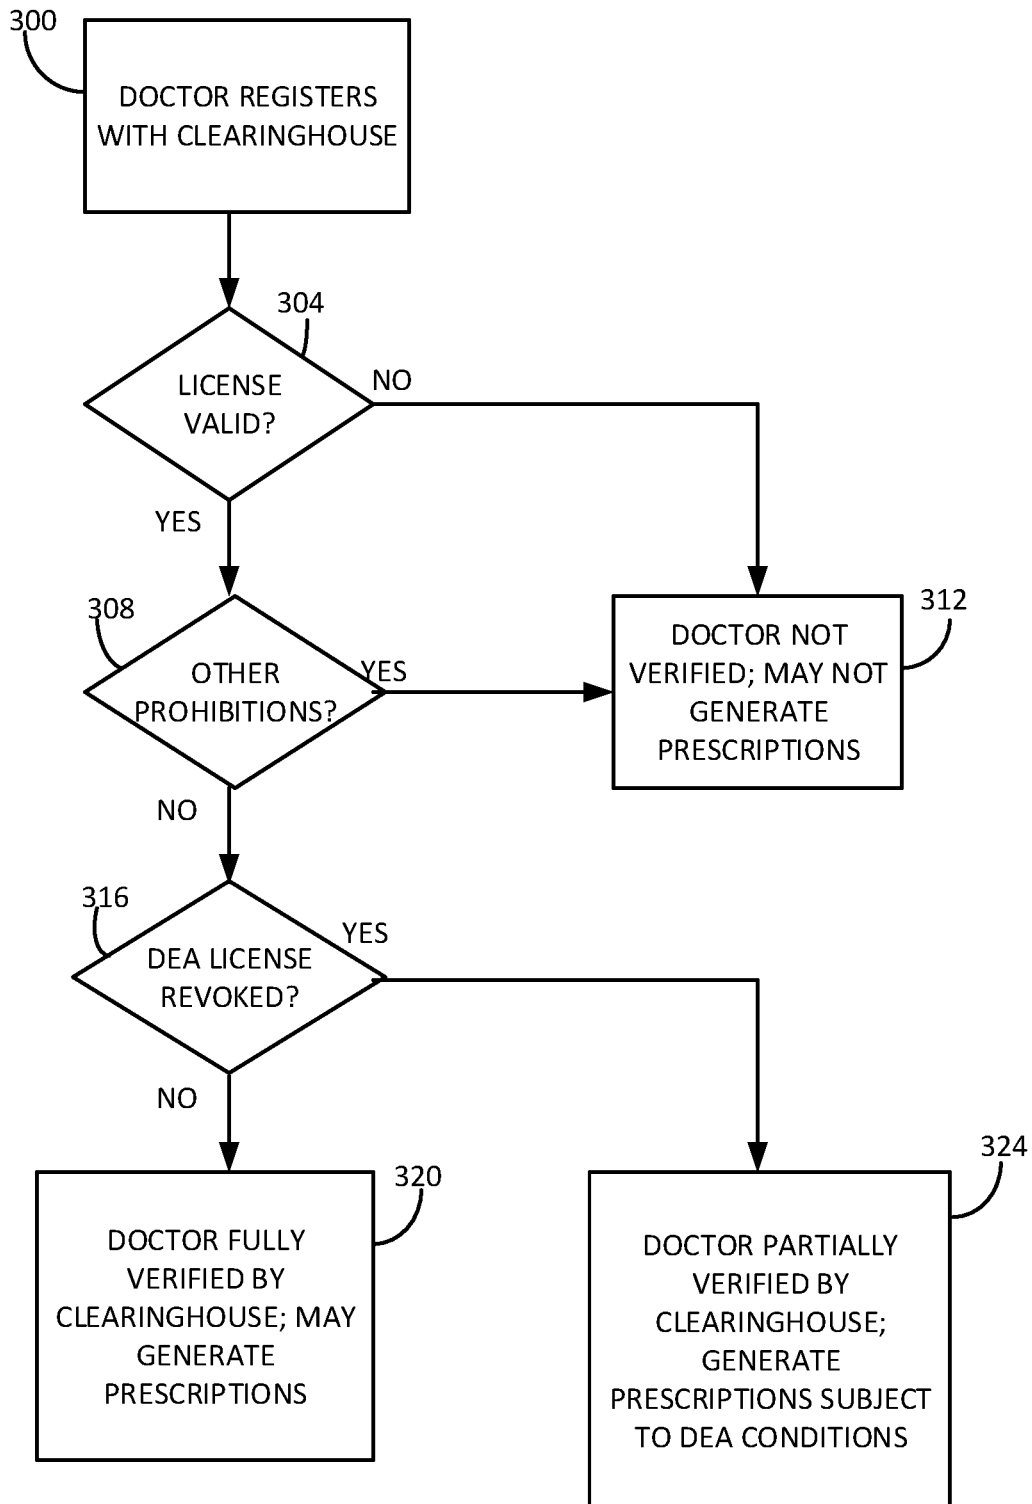 300
DOCTOR REGISTERS
WITH CLEARINGHOUSE
304
LICENSE
VALID?
NO
YES
308
OTHER
PROHIBITIONS?
YES
312
DOCTOR NOT
VERIFIED; MAY NOT
GENERATE
PRESCRIPTIONS
NO
316
DEA LICENSE
REVOKED?
YES
NO
320
DOCTOR FULLY
VERIFIED BY
CLEARINGHOUSE; MAY
GENERATE
PRESCRIPTIONS
324
DOCTOR PARTIALLY
VERIFIED BY
CLEARINGHOUSE;
GENERATE
PRESCRIPTIONS SUBJECT
TO DEA CONDITIONS